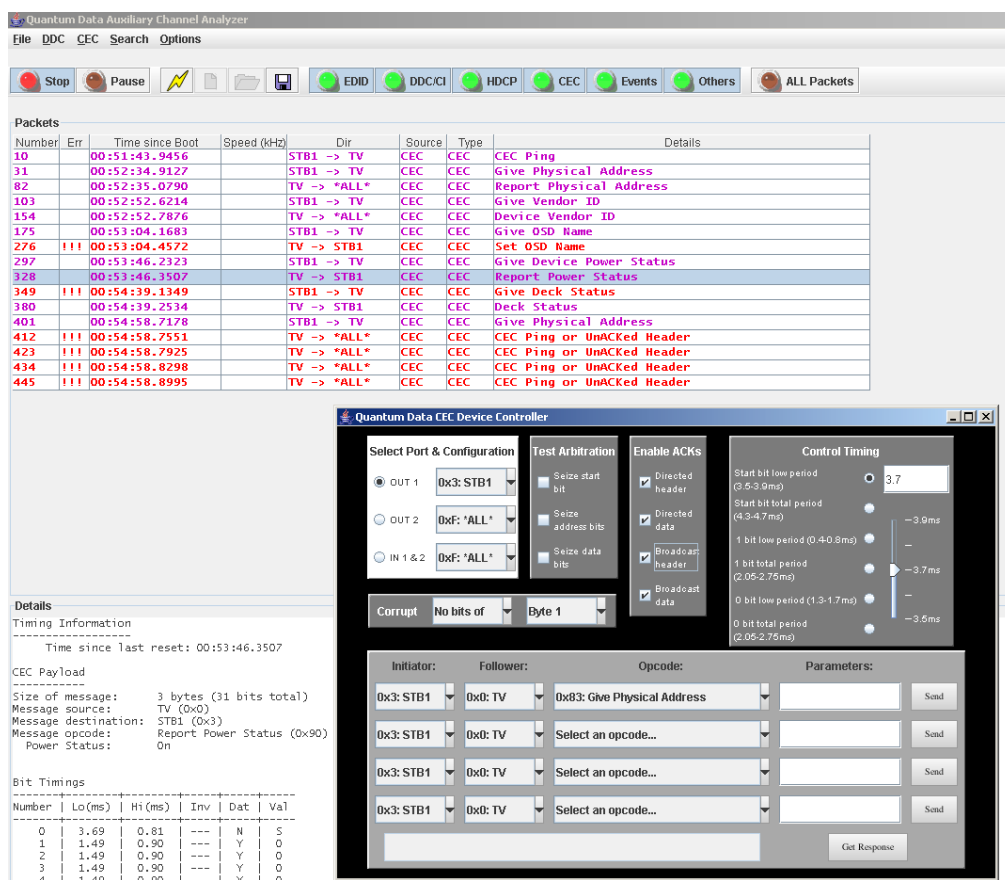 Quantum Data Auxiliary Channel Analyzer
File DDC CEC Search Options
Stop Pause EDID DDC/CI HDCP CEC Events Others ALL Packets
Packets
Number Err Time since Boot Speed (kHz) Dir Source Type Details
10 00:51:43.9456 STB1 -> TV CEC CEC CEC Ping
31 00:52:34.9127 STB1 -> TV CEC CEC Give Physical Address
82 00:52:35.0790 TV -> *ALL* CEC CEC Report Physical Address
103 00:52:52.6214 STB1 -> TV CEC CEC Give Vendor ID
154 00:52:52.7876 TV -> *ALL* CEC CEC Device Vendor ID
175 00:53:04.1683 STB1 -> TV CEC CEC Give OSD Name
276 !!! 00:53:04.4572 TV -> STB1 CEC CEC Set OSD Name
297 00:53:46.2323 STB1 -> TV CEC CEC Give Device Power Status
328 00:53:46.3507 TV -> STB1 CEC CEC Report Power Status
349 !!! 00:54:39.1349 STB1 -> TV CEC CEC Give Deck Status
380 00:54:39.2534 TV -> STB1 CEC CEC Deck Status
401 00:54:58.7178 STB1 -> TV CEC CEC Give Physical Address
412 !!! 00:54:58.7551 TV -> *ALL* CEC CEC CEC Ping or UnACKed Header
423 !!! 00:54:58.7925 TV -> *ALL* CEC CEC CEC Ping or UnACKed Header
434 !!! 00:54:58.8298 TV -> *ALL* CEC CEC CEC Ping or UnACKed Header
445 !!! 00:54:58.8995 TV -> *ALL* CEC CEC CEC Ping or UnACKed Header
Details
Timing Information
------------------
Time since last reset: 00:53:46.3507
CEC Payload
-----------
Size of message: 3 bytes (31 bits total)
Message source: TV (0x0)
Message destination: STB1 (0x3)
Message opcode: Report Power Status (0x90)
Power Status: On
Bit Timings
Number | Lo(ms) | Hi(ms) | Inv | Dat | Val
0 | 3.69 | 0.81 | --- | N | S
1 | 1.49 | 0.90 | --- | Y | 0
2 | 1.49 | 0.90 | --- | Y | 0
3 | 1.49 | 0.90 | --- | Y | 0
4 | 1.49 | 0.90 | --- | Y | 0
Quantum Data CEC Device Controller
Select Port & Configuration
OUT 1 0x3: STB1
OUT 2 0xF: *ALL*
IN 1 & 2 0xF: *ALL*
Test Arbitration
Seize start
bit
Seize
address bits
Seize data
bits
Enable ACKs
Directed
header
Directed
data
Broadcast
header
Broadcast
data
Control Timing
Start bit low period
(3.5-3.9ms)
3.7
Start bit total period
(4.3-4.7ms)
1 bit low period (0.4-0.8ms)
1 bit total period
(2.05-2.75ms)
0 bit low period (1.3-1.7ms)
0 bit total period
(2.05-2.75ms)
3.9ms
3.7ms
3.5ms
Corrupt No bits of Byte 1
Initiator: Follower: Opcode: Parameters:
0x3: STB1 0x0: TV 0x83: Give Physical Address Send
0x3: STB1 0x0: TV Select an opcode... Send
0x3: STB1 0x0: TV Select an opcode... Send
0x3: STB1 0x0: TV Select an opcode... Send
Get Response